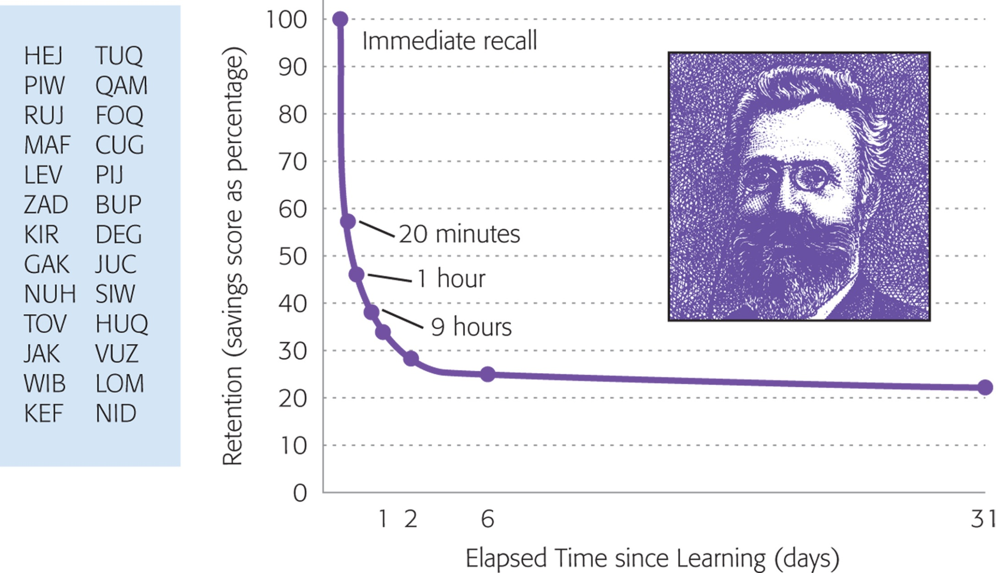 HEJ TUQ
PIW QAM
RUJ FOQ
MAF CUG
LEV PIJ
ZAD BUP
KIR DEG
GAK JUC
NUH SIW
TOV HUQ
JAK VUZ
WIB LOM
KEF NID
Retention (savings score as percentage)
100
90
80
70
60
50
40
30
20
10
0
Immediate recall
20 minutes
1 hour
9 hours
1 2 6 31
Elapsed Time since Learning (days)